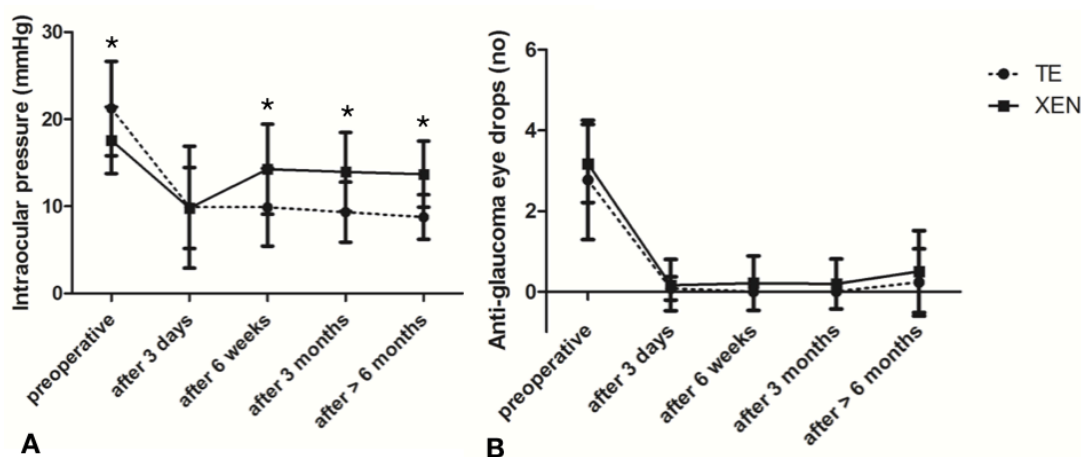 Intraocular pressure (mmHg)
30
20
10
0
*
*
*
*
preoperative
after 3 days
after 6 weeks
after 3 months
after > 6 months
A
Anti-glaucoma eye drops (no)
6
4
2
0
preoperative
after 3 days
after 6 weeks
after 3 months
after > 6 months
B
TE
XEN